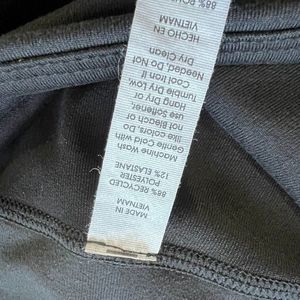 MADE IN
VIETNAM
88% RECYCLED
POLYESTER
12% ELASTANE
Machine Wash
Gentle Cold with
like colors, Do
not Bleach or
use Softener,
Hang Dry or
Tumble Dry Low,
Cool Iron if
Needed, Do Not
Dry Clean
HECHO EN
VIETNAM
88%